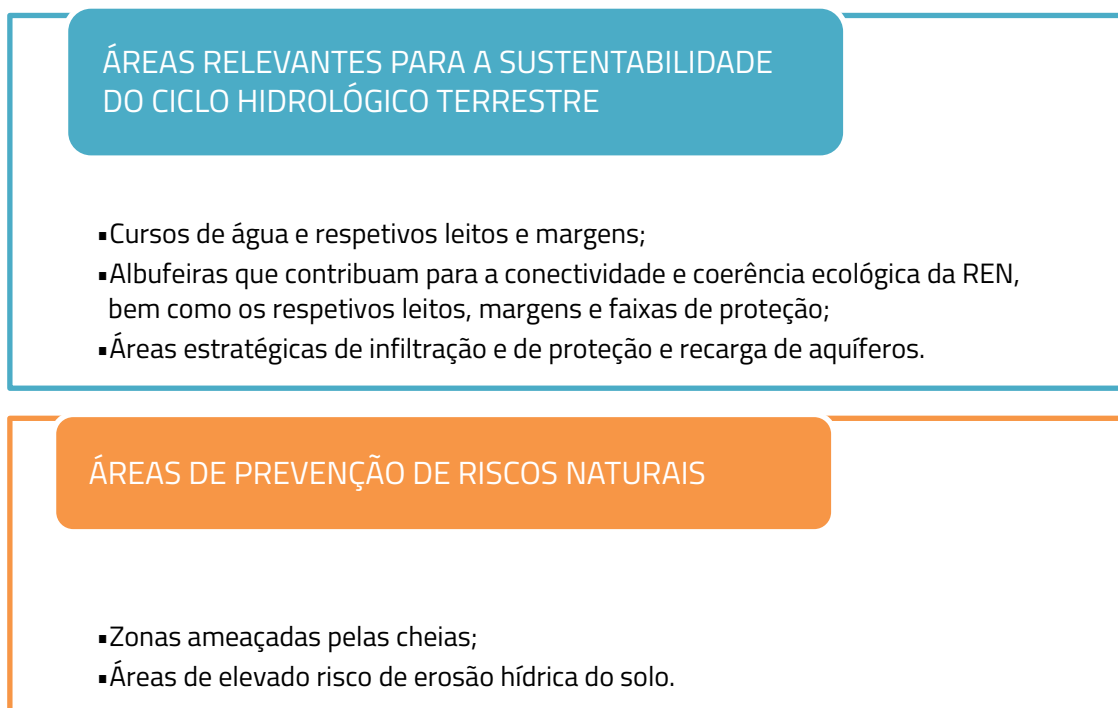 ÁREAS RELEVANTES PARA A SUSTENTABILIDADE
DO CICLO HIDROLÓGICO TERRESTRE
▪Cursos de água e respetivos leitos e margens;
▪Albufeiras que contribuam para a conectividade e coerência ecológica da REN,
bem como os respetivos leitos, margens e faixas de proteção;
▪Áreas estratégicas de infiltração e de proteção e recarga de aquíferos.
ÁREAS DE PREVENÇÃO DE RISCOS NATURAIS
▪Zonas ameaçadas pelas cheias;
▪Áreas de elevado risco de erosão hídrica do solo.